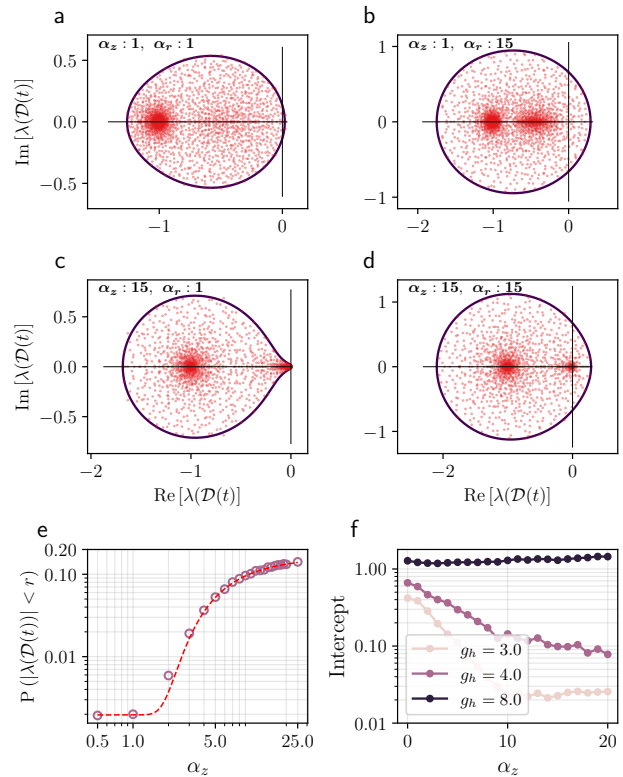 a
α_z : 1, α_r : 1
0.5
0.0
−0.5
−1
0
Im [λ(𝒟(t)]
b
α_z : 1, α_r : 15
1
0
−1
−2
−1
0
c
α_z : 15, α_r : 1
0.5
0.0
−0.5
−2
−1
0
Im [λ(𝒟(t)]
Re [λ(𝒟(t)]
d
α_z : 15, α_r : 15
1
0
−1
−2
0
Re [λ(𝒟(t)]
e
0.20
0.10
0.01
0.5
1.0
5.0
25.0
P (|λ(𝒟(t))| < r)
α_z
f
1.00
0.10
0.01
0
10
20
Intercept
α_z
g_h = 3.0
g_h = 4.0
g_h = 8.0